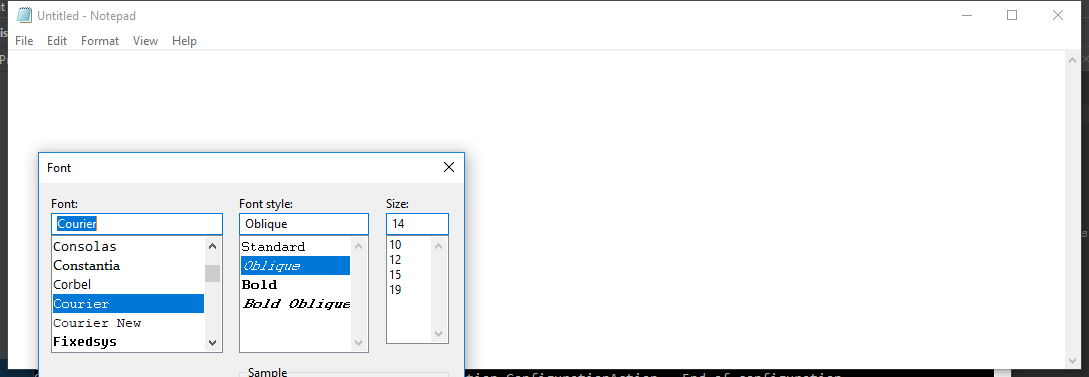 Untitled - Notepad
File Edit Format View Help
Font
Font: Font style: Size:
Courier Oblique 14
Consolas Standard 10
Constantia Oblique 12
Corbel Bold 15
Courier Bold Oblique 19
Courier New
Fixedsys
Sample
ConfigurationAction - End of configuration